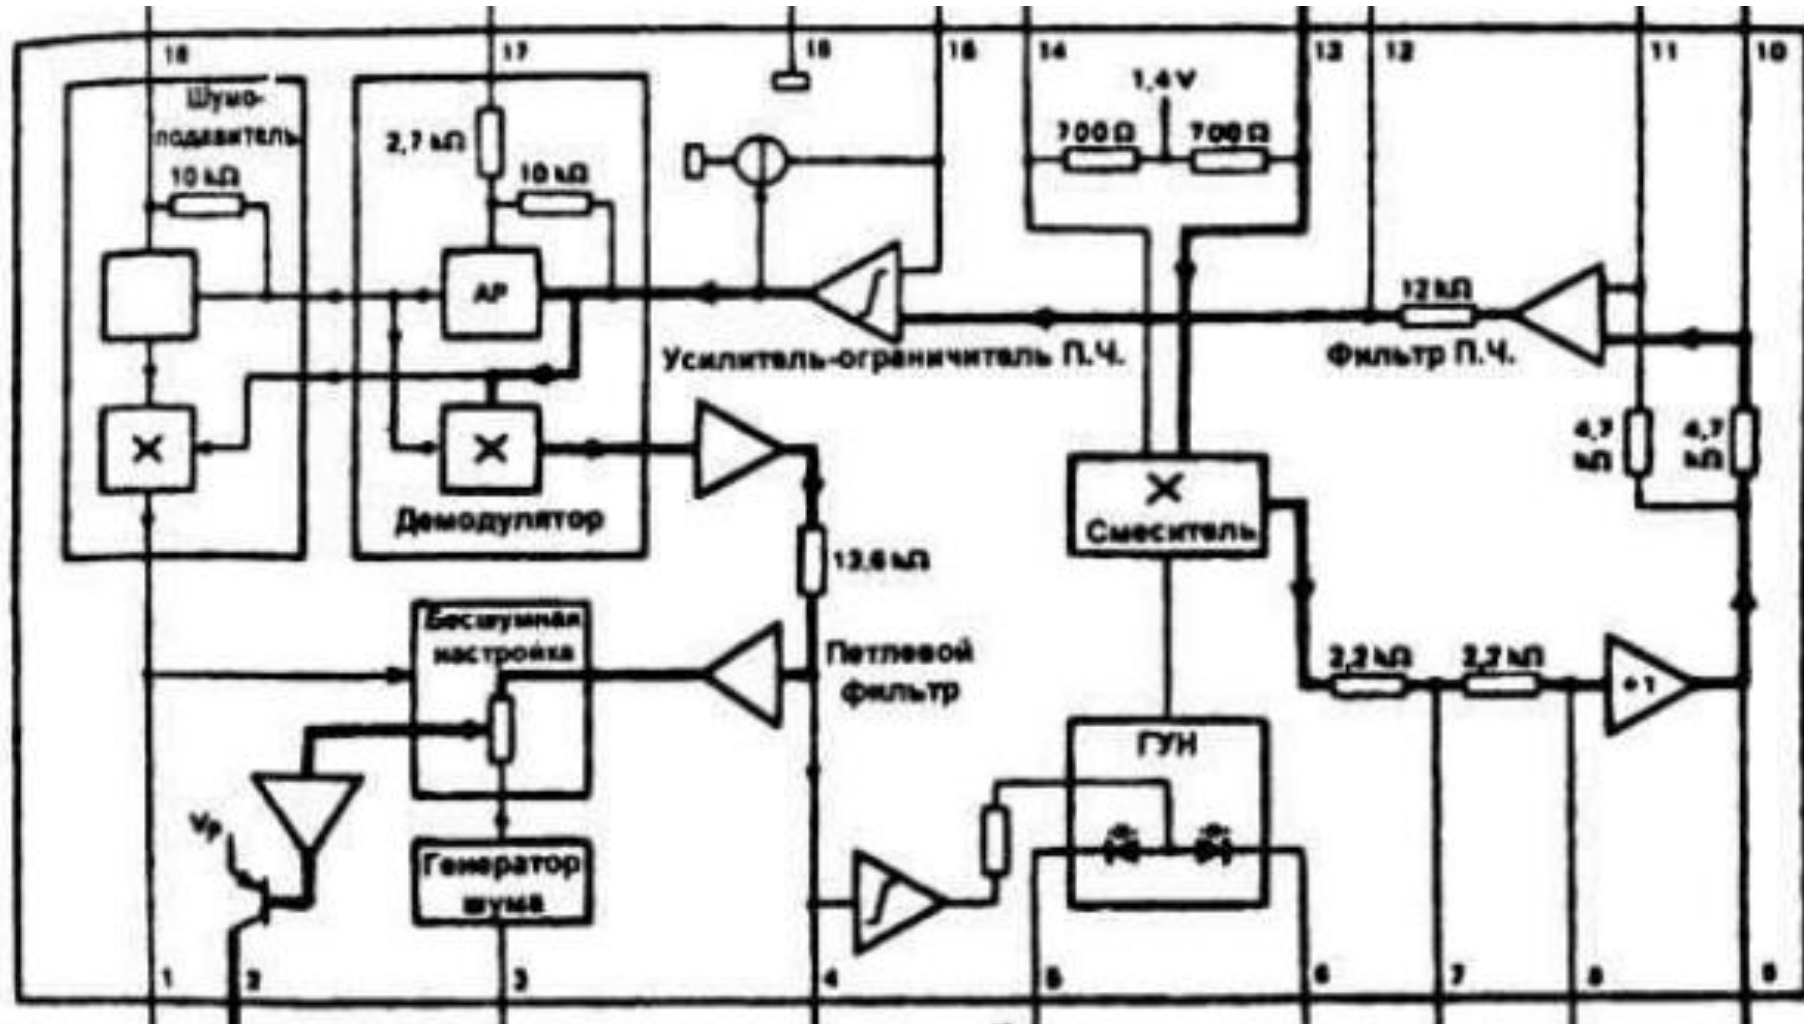 18
17
16
15
14
13
12
11
10
Шумо-
подавитель
10 kΩ
2,7 kΩ
10 kΩ
1,4 V
700 Ω
700 Ω
AP
12 kΩ
Усилитель-ограничитель П.Ч.
Фильтр П.Ч.
4,7
kΩ
4,7
kΩ
Демодулятор
Смеситель
13,6 kΩ
Бесшумная
настройка
Петлевой
фильтр
2,2 kΩ
2,2 kΩ
+1
ГУН
Vp
Генератор
шума
1
2
3
4
5
6
7
8
9